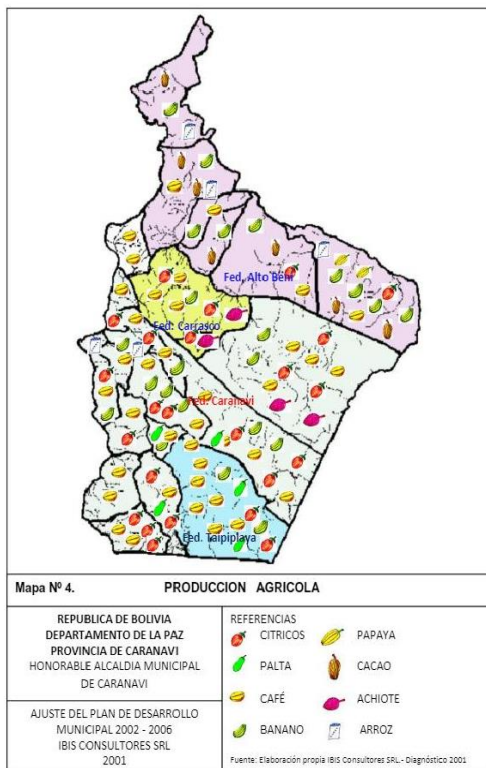 Fed. Alto Beni
Fed. Carrasco
Fed. Caranavi
Fed. Taipiplaya
Mapa Nº 4. PRODUCCION AGRICOLA
REPUBLICA DE BOLIVIA
DEPARTAMENTO DE LA PAZ
PROVINCIA DE CARANAVI
HONORABLE ALCALDIA MUNICIPAL
DE CARANAVI
AJUSTE DEL PLAN DE DESARROLLO
MUNICIPAL 2002 - 2006
IBIS CONSULTORES SRL
2001
REFERENCIAS
CITRICOS PAPAYA
PALTA CACAO
CAFÉ ACHIOTE
BANANO ARROZ
Fuente: Elaboración propia IBIS Consultores SRL.- Diagnóstico 2001